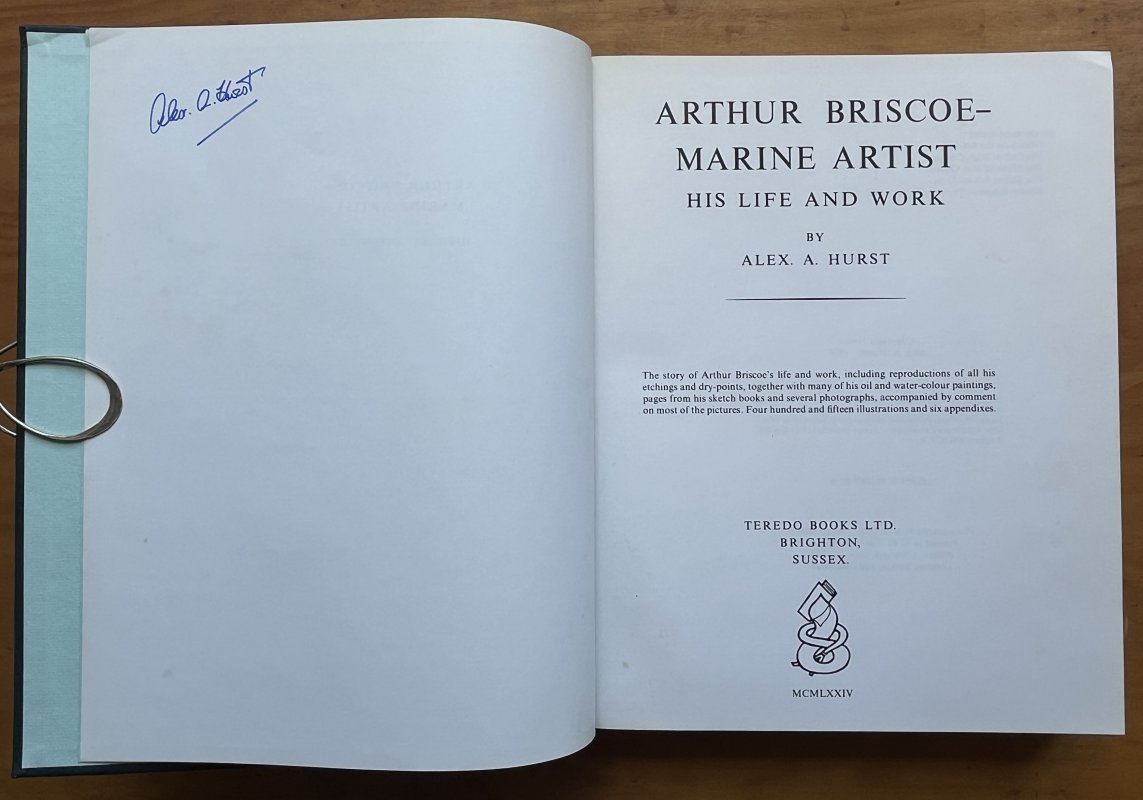 Alex. A. Hurst
ARTHUR BRISCOE–
MARINE ARTIST
HIS LIFE AND WORK
BY
ALEX. A. HURST
The story of Arthur Briscoe's life and work, including reproductions of all his
etchings and dry-points, together with many of his oil and water-colour paintings,
pages from his sketch books and several photographs, accompanied by comment
on most of the pictures. Four hundred and fifteen illustrations and six appendixes.
TEREDO BOOKS LTD.
BRIGHTON,
SUSSEX.
MCMLXXIV